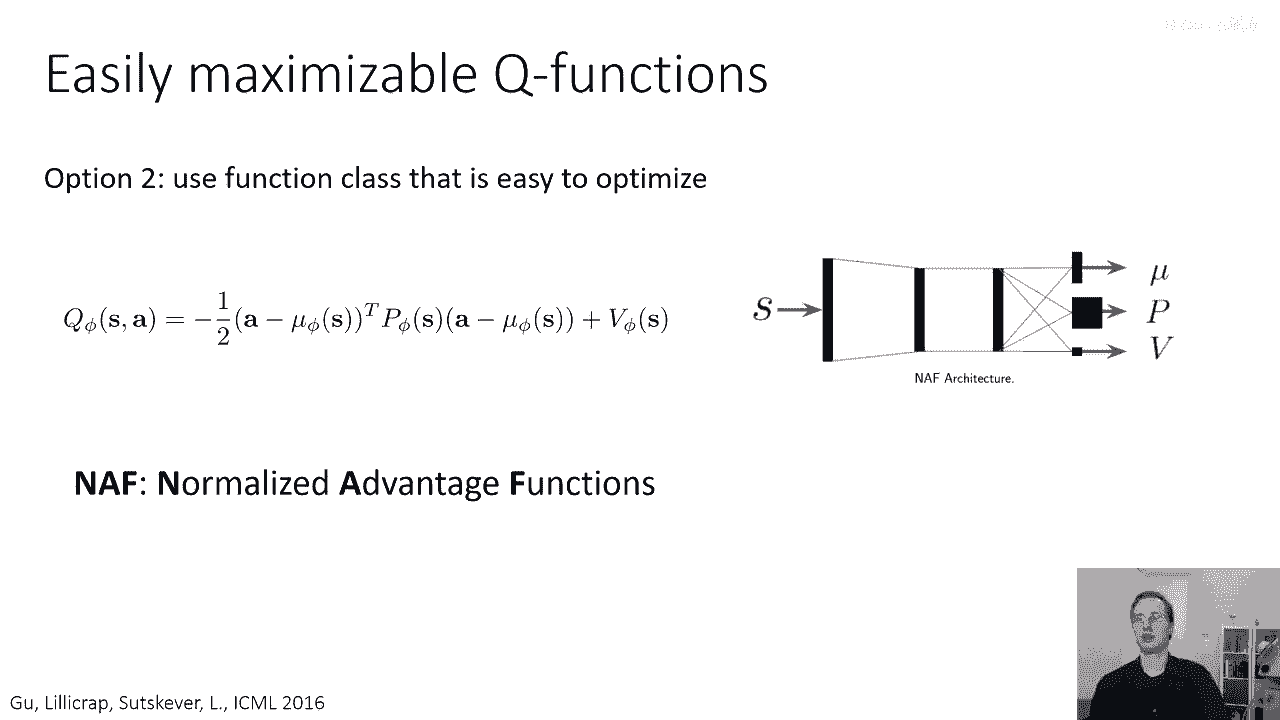 Easily maximizable Q-functions
Option 2: use function class that is easy to optimize
$Q_\phi(\mathbf{s}, \mathbf{a}) = -\frac{1}{2}(\mathbf{a} - \mu_\phi(\mathbf{s}))^T P_\phi(\mathbf{s})(\mathbf{a} - \mu_\phi(\mathbf{s})) + V_\phi(\mathbf{s})$
S
μ
P
V
NAF Architecture.
NAF: Normalized Advantage Functions
Gu, Lillicrap, Sutskever, L., ICML 2016